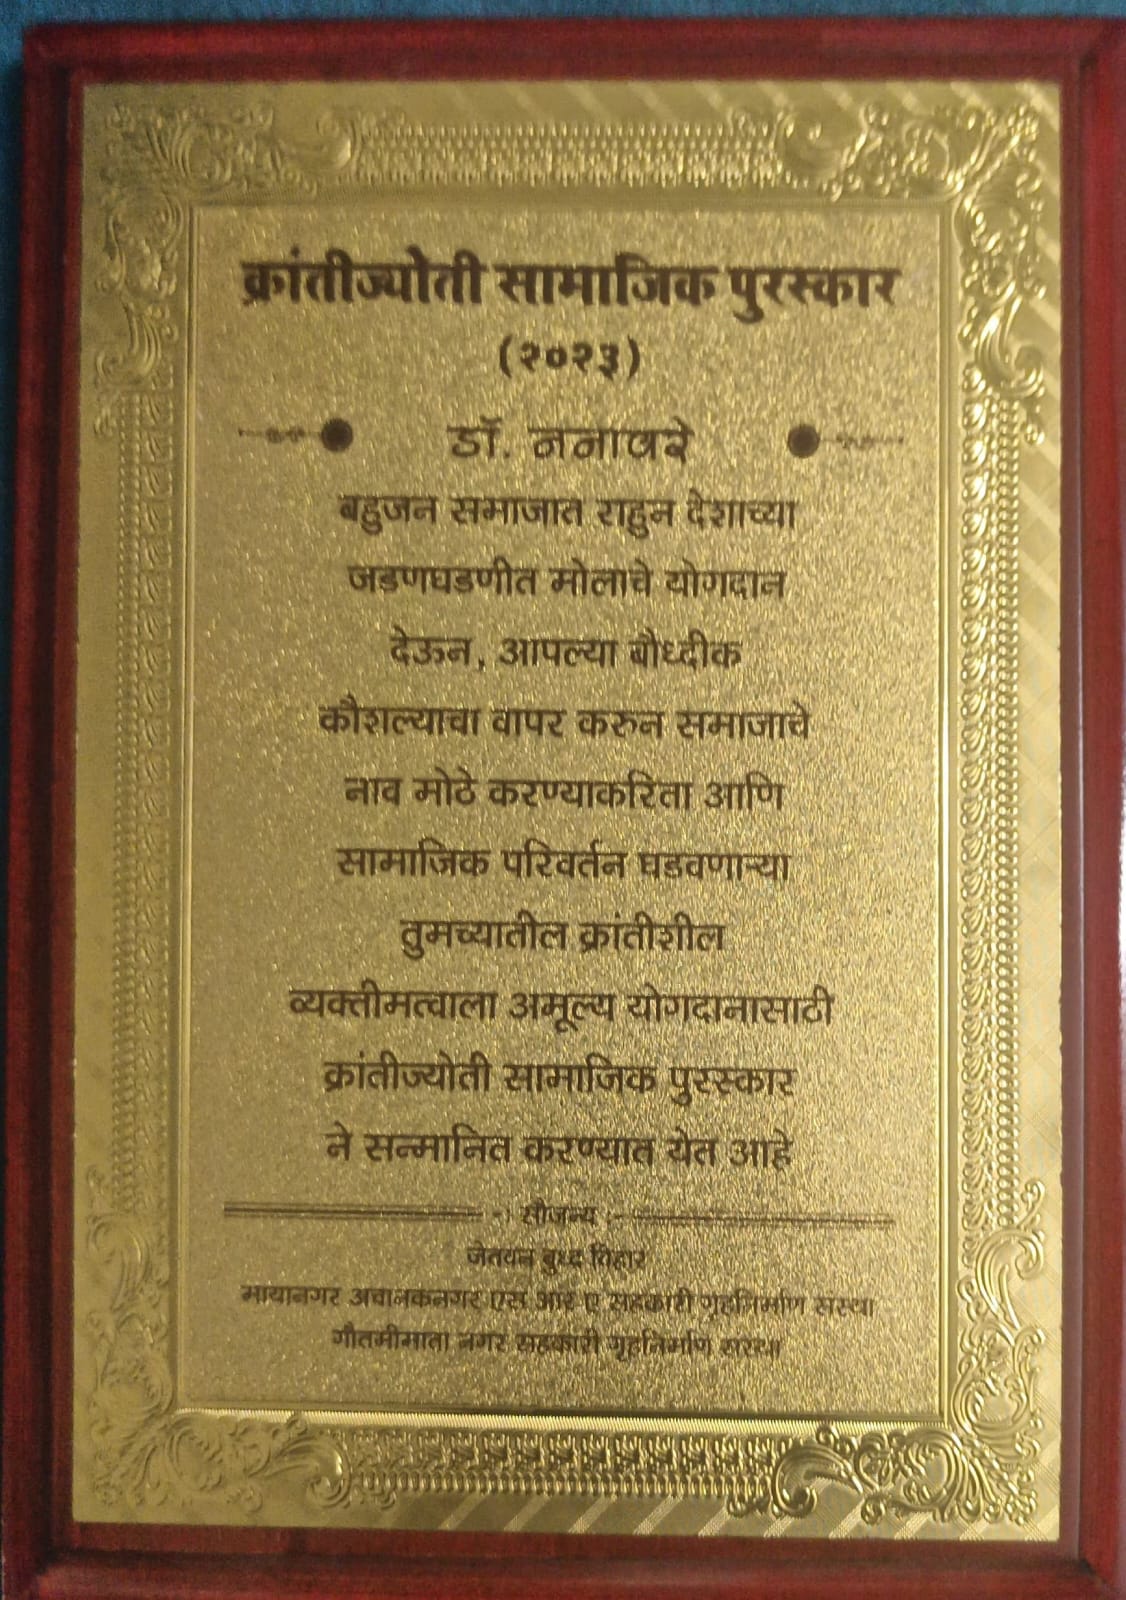 क्रांतीज्योती सामाजिक पुरस्कार
(२०२३)
डॉ. ननावरे
बहुजन समाजात राहुन देशाच्या
जडणघडणीत मोलाचे योगदान
देऊन, आपल्या बौध्दीक
कौशल्याचा वापर करुन समाजाचे
नाव मोठे करण्याकरिता आणि
सामाजिक परिवर्तन घडवणाऱ्या
तुमच्यातील क्रांतीशील
व्यक्तीमत्वाला अमूल्य योगदानासाठी
क्रांतीज्योती सामाजिक पुरस्कार
ने सन्मानित करण्यात येत आहे
-: सौजन्य :-
जेतवन बुध्द विहार
मायानगर अचानकनगर एस आर ए सहकारी गृहनिर्माण संस्था
गौतमीमाता नगर सहकारी गृहनिर्माण संस्था